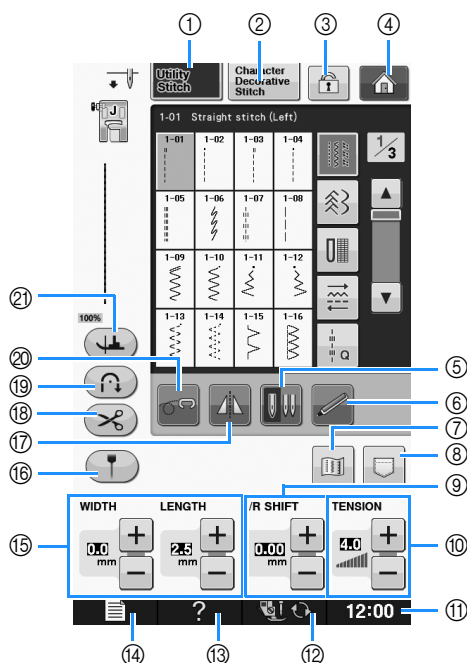 ① ② ③ ④
Utility
Stitch
Character
Decorative
Stitch
J
1-01 Straight stitch (Left)
1-01 1-02 1-03 1-04
1/3
1-05 1-06 1-07 1-08
1-09 1-10 1-11 1-12
1-13 1-14 1-15 1-16
Q
100%
㉑
⑳
⑲
⑱
⑰
⑯
⑤
⑥
⑦
⑧
⑨
WIDTH LENGTH /R SHIFT TENSION
0.0 mm + −
2.5 mm + −
0.00 mm + −
4.0 + −
⑮
⑩
? 12:00
⑪
⑭ ⑬ ⑫